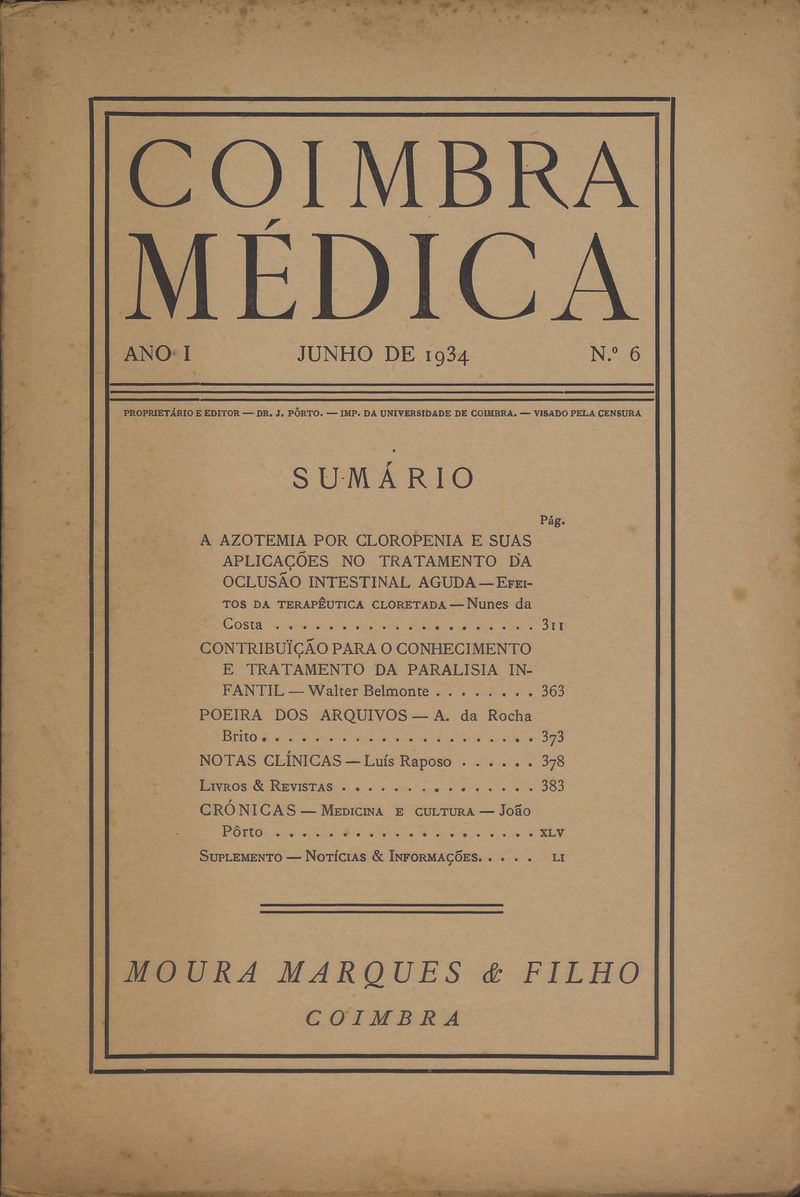 COIMBRA
MÉDICA
ANO I JUNHO DE 1934 N.º 6
PROPRIETÁRIO E EDITOR — DR. J. PÔRTO. — IMP. DA UNIVERSIDADE DE COIMBRA. — VISADO PELA CENSURA
SUMÁRIO
Pág.
A AZOTEMIA POR CLOROPENIA E SUAS
APLICAÇÕES NO TRATAMENTO DA
OCLUSÃO INTESTINAL AGUDA — EFEI-
TOS DA TERAPÊUTICA CLORETADA — Nunes da
Costa . . . . . . . . . . . . . . . . . . . . 311
CONTRIBUÏÇÃO PARA O CONHECIMENTO
E TRATAMENTO DA PARALISIA IN-
FANTIL — Walter Belmonte . . . . . . . . 363
POEIRA DOS ARQUIVOS — A. da Rocha
Brito . . . . . . . . . . . . . . . . . . . . . 373
NOTAS CLÍNICAS — Luís Raposo . . . . . . 378
LIVROS & REVISTAS . . . . . . . . . . . . . . . 383
CRÓNICAS — MEDICINA E CULTURA — João
Pôrto . . . . . . . . . . . . . . . . . . . . XLV
SUPLEMENTO — NOTÍCIAS & INFORMAÇÕES. . . . . LI
MOURA MARQUES & FILHO
COIMBRA